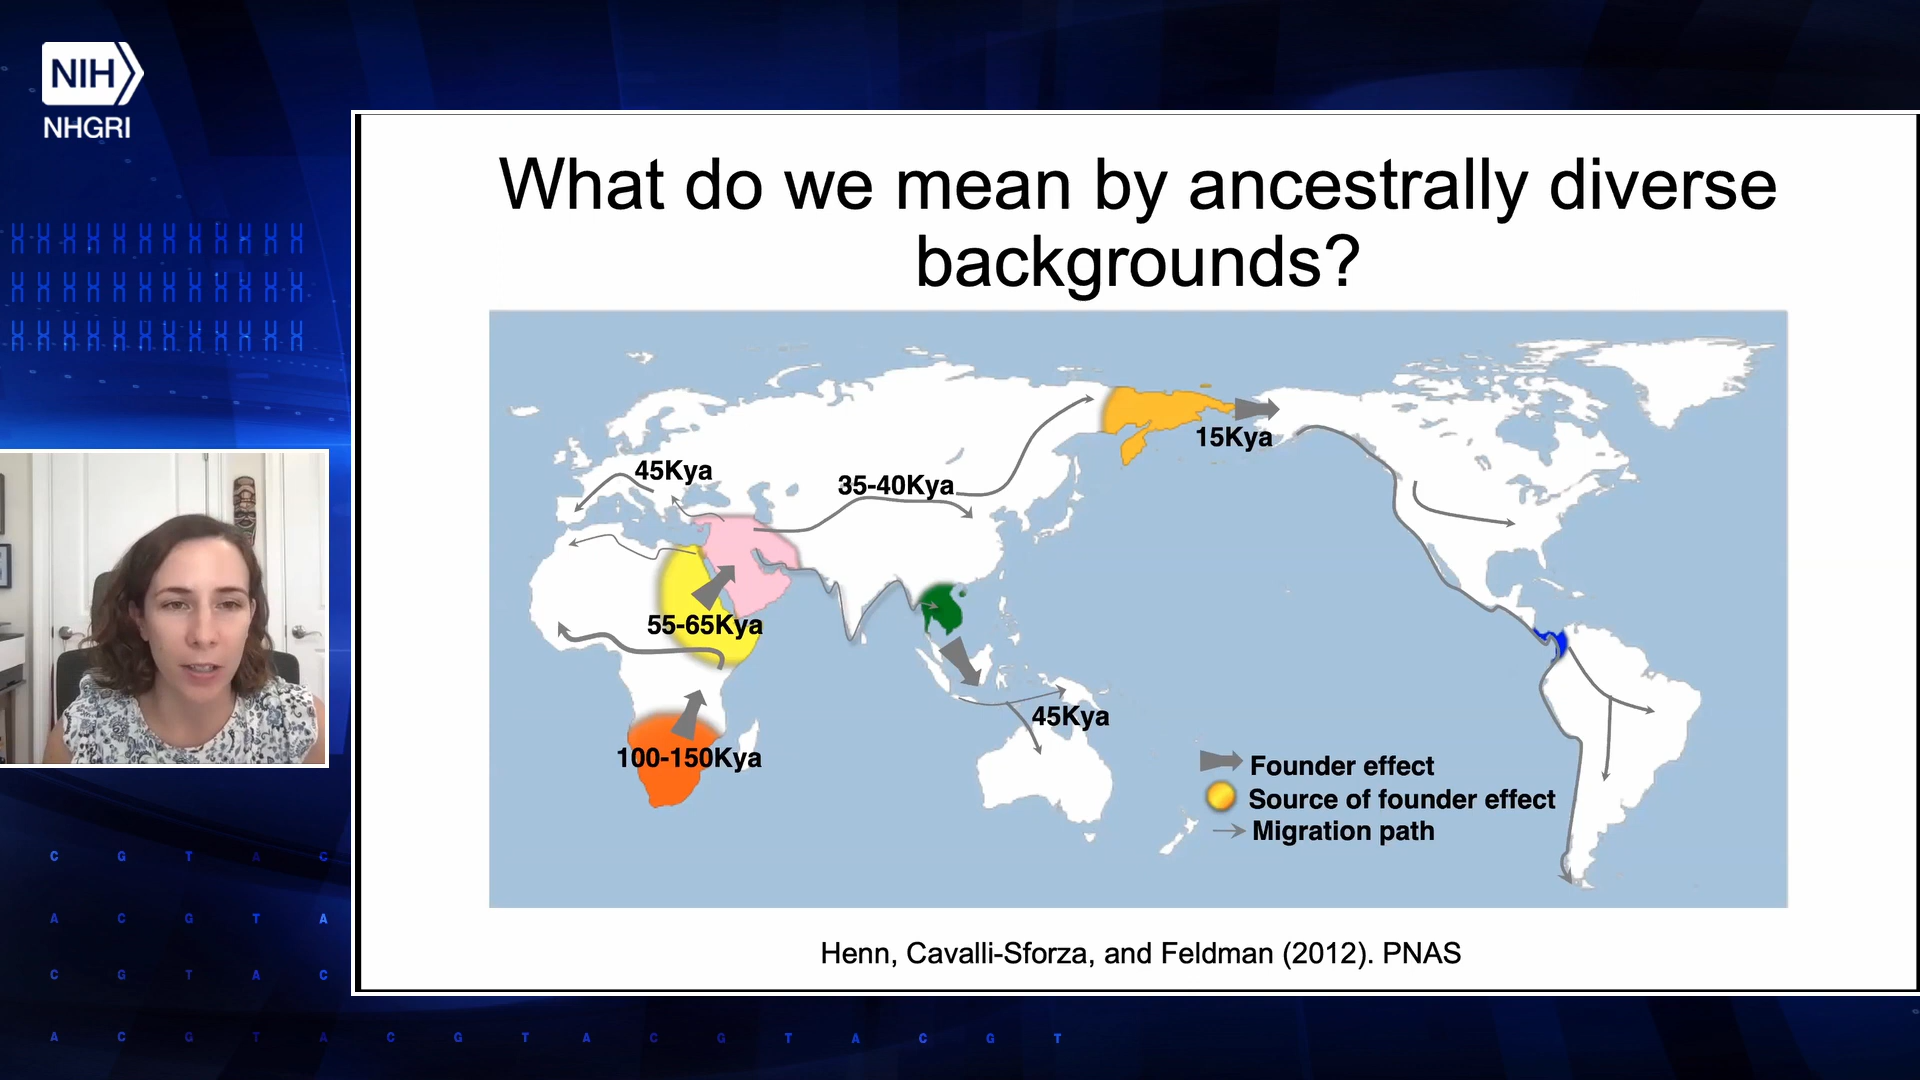 NIH
NHGRI
What do we mean by ancestrally diverse
backgrounds?
15Kya
45Kya
35-40Kya
55-65Kya
45Kya
100-150Kya
Founder effect
Source of founder effect
Migration path
Henn, Cavalli-Sforza, and Feldman (2012). PNAS
C G T A C
A C G T A
C G T A C
A C G T A C G T A C G T A C G T